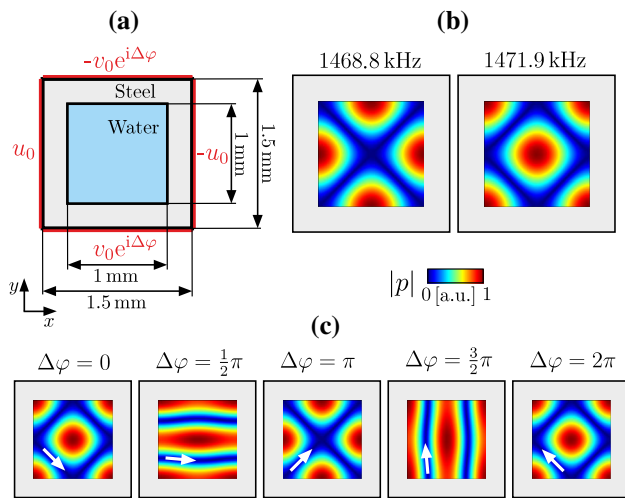 (a)
-v₀e^{iΔφ}
Steel
Water
u₀
-u₀
1 mm
1.5 mm
v₀e^{iΔφ}
1 mm
1.5 mm
y
x
(b)
1468.8 kHz
1471.9 kHz
|p|
0 [a.u.] 1
(c)
Δφ = 0
Δφ = ½π
Δφ = π
Δφ = 3/2π
Δφ = 2π